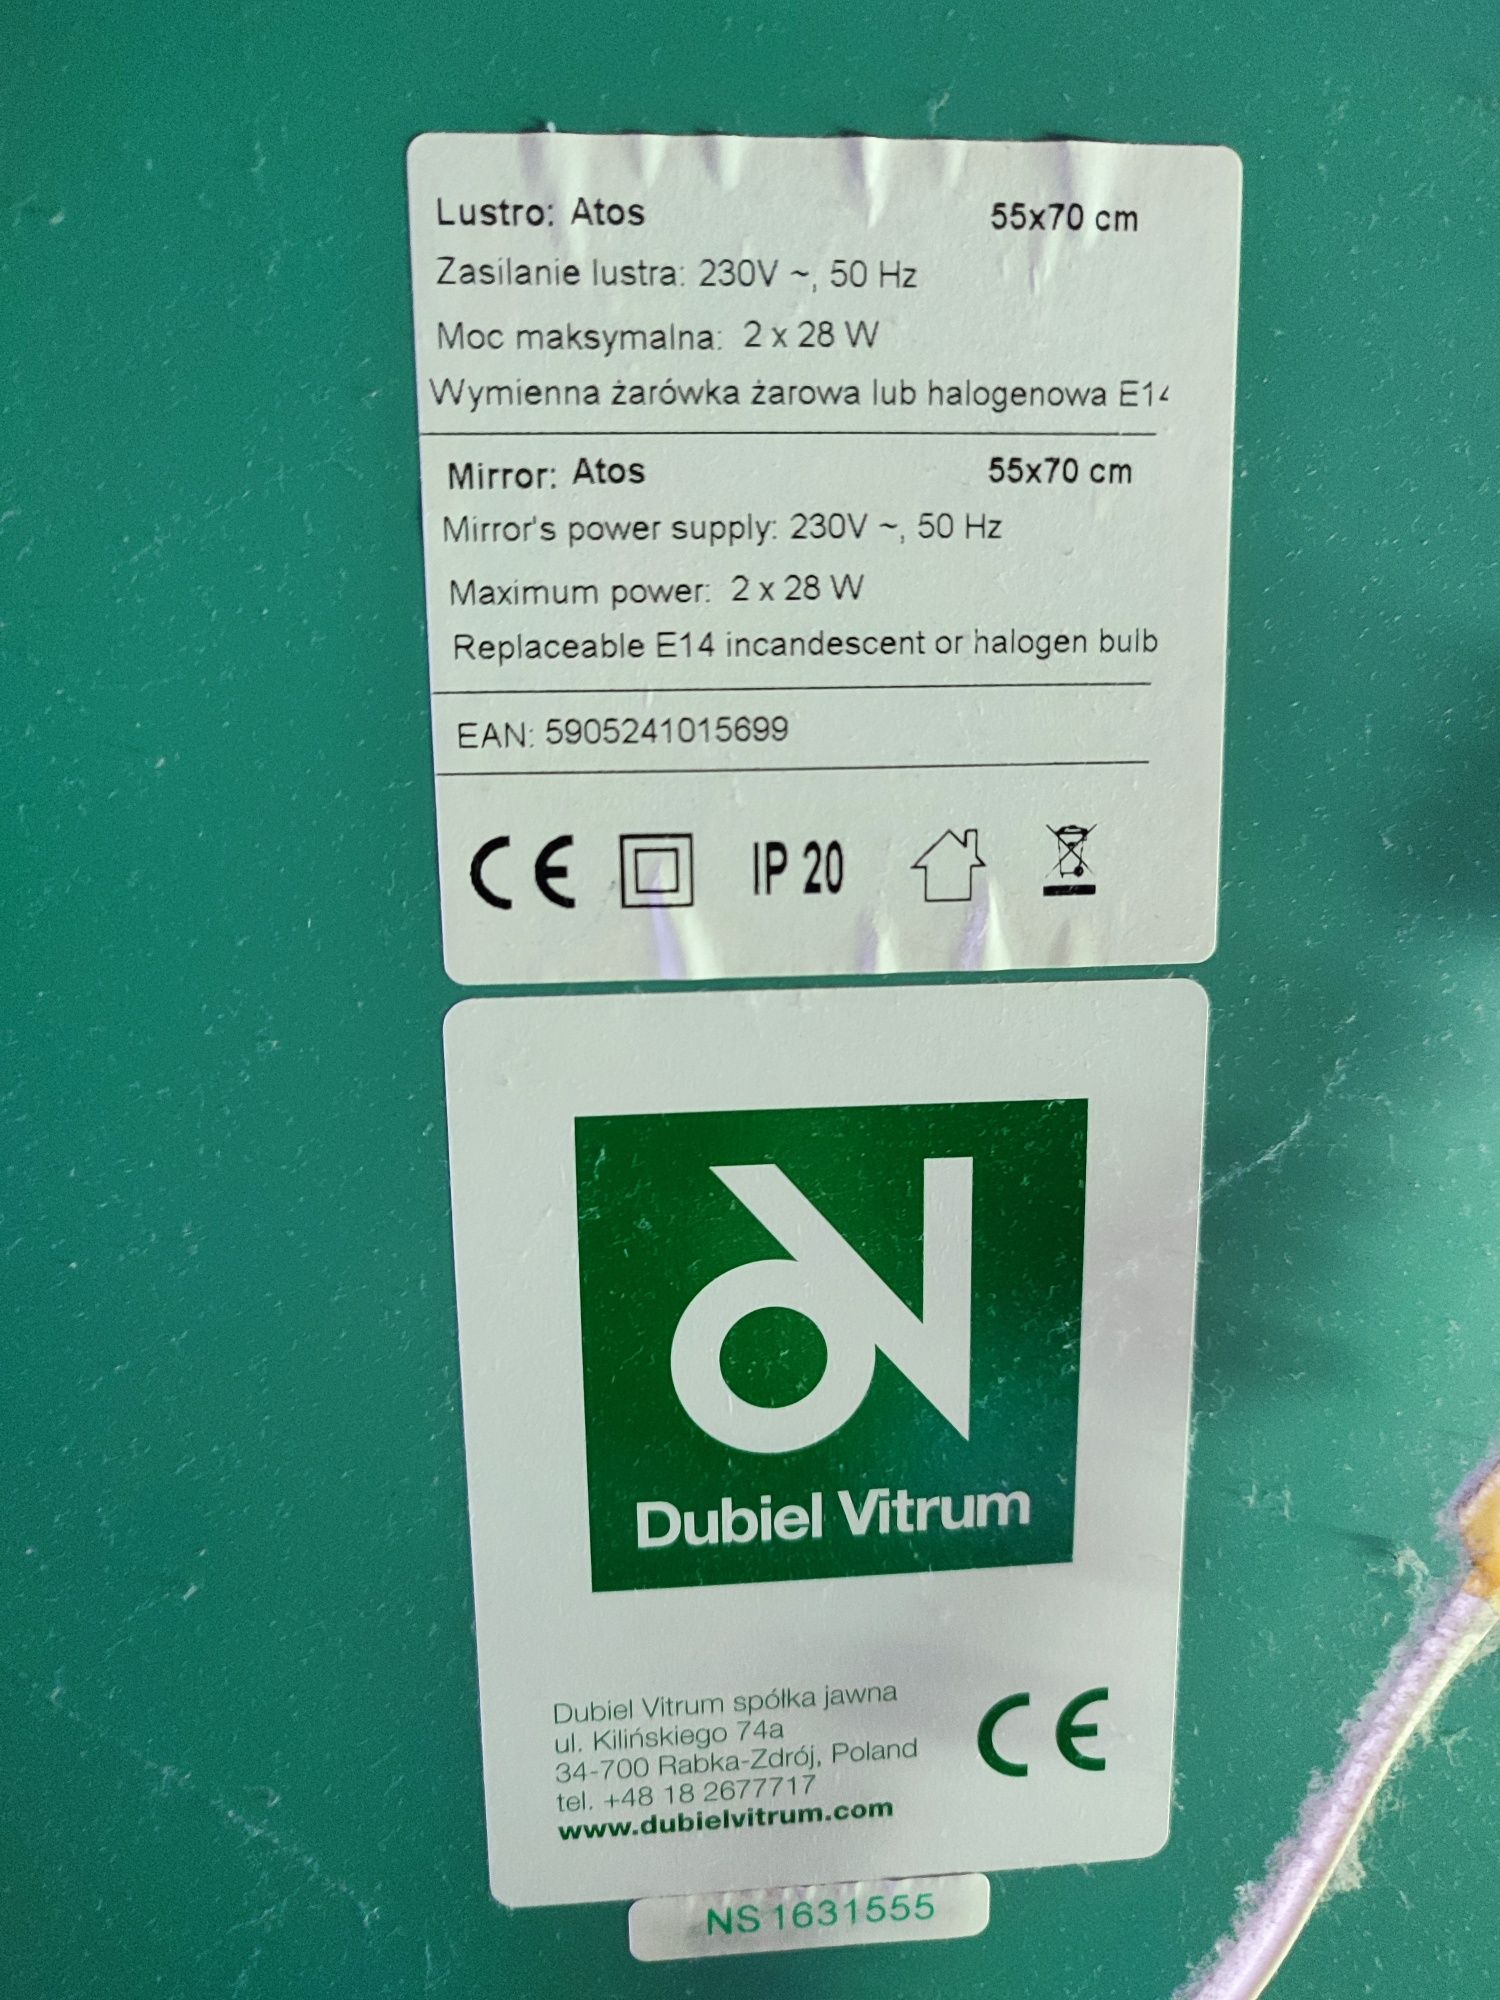 Lustro: Atos 55x70 cm
Zasilanie lustra: 230V ~, 50 Hz
Moc maksymalna: 2 x 28 W
Wymienna żarówka żarowa lub halogenowa E14
Mirror: Atos 55x70 cm
Mirror's power supply: 230V ~, 50 Hz
Maximum power: 2 x 28 W
Replaceable E14 incandescent or halogen bulb
EAN: 5905241015699
CE IP 20
Dubiel Vitrum
Dubiel Vitrum spółka jawna
ul. Kilińskiego 74a
34-700 Rabka-Zdrój, Poland
tel. +48 18 2677717
www.dubielvitrum.com
CE
NS 1631555